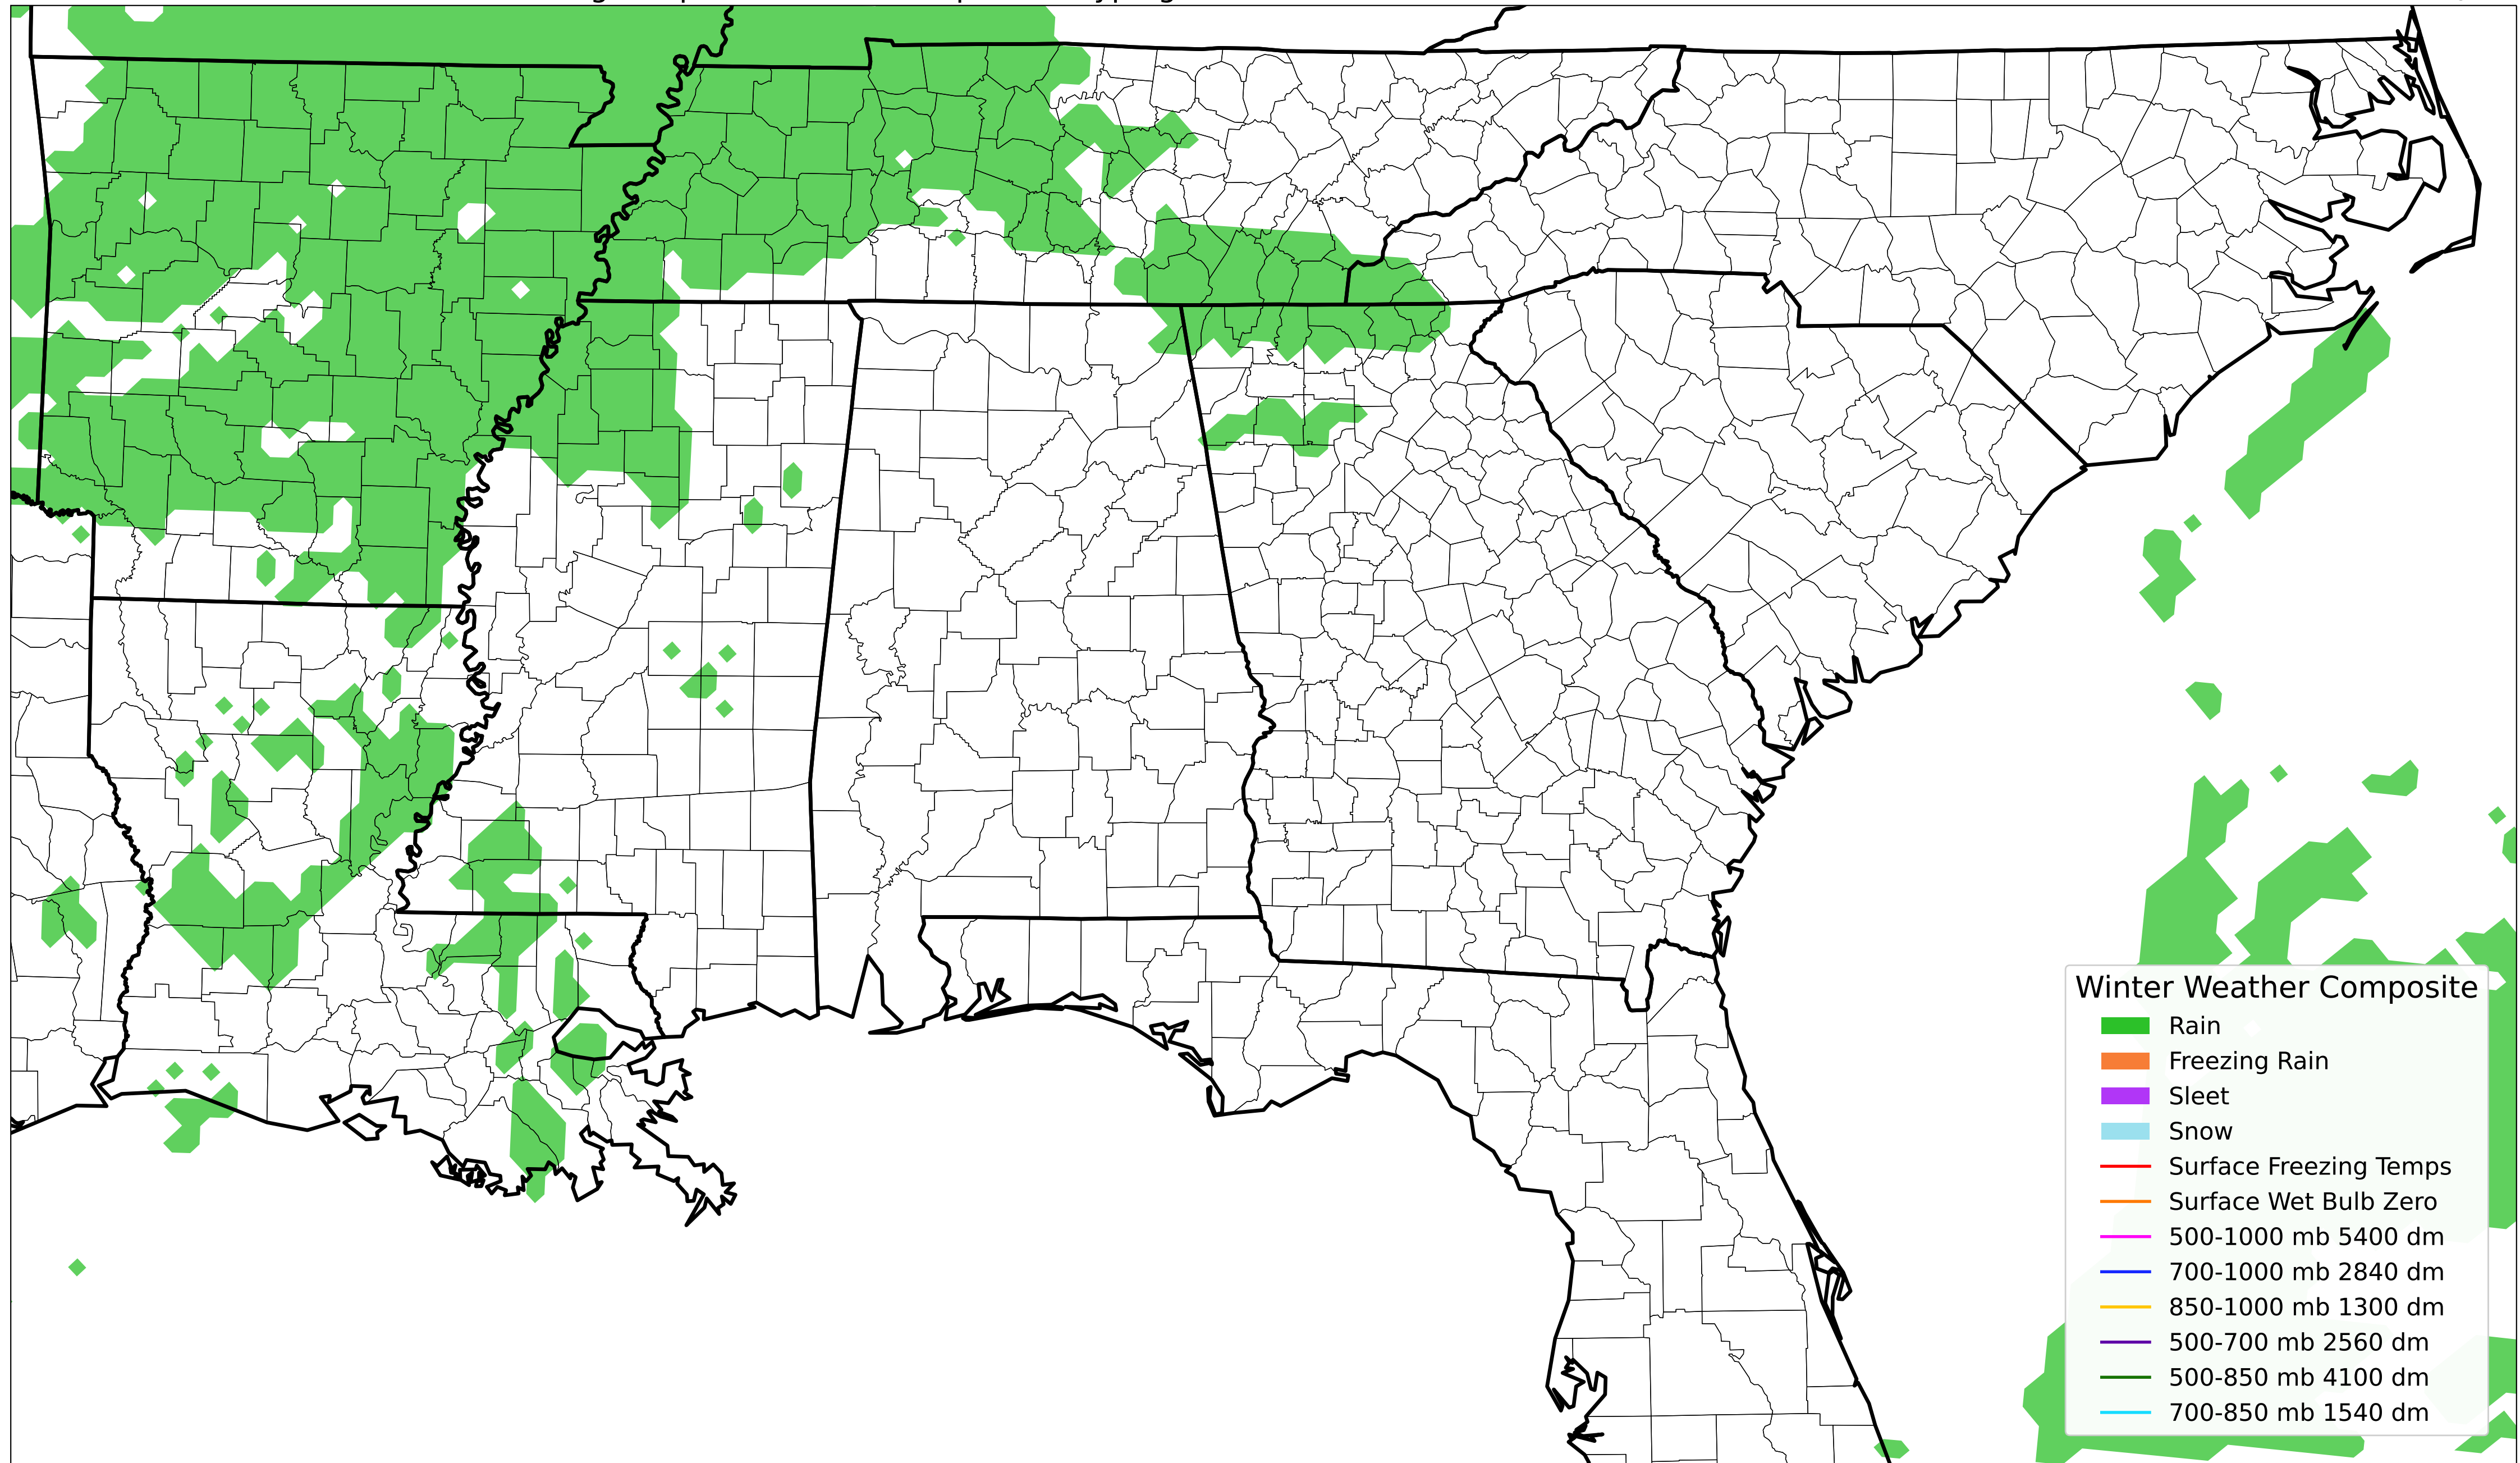 Winter Weather Composite
Rain
Freezing Rain
Sleet
Snow
Surface Freezing Temps
Surface Wet Bulb Zero
500-1000 mb 5400 dm
700-1000 mb 2840 dm
850-1000 mb 1300 dm
500-700 mb 2560 dm
500-850 mb 4100 dm
700-850 mb 1540 dm